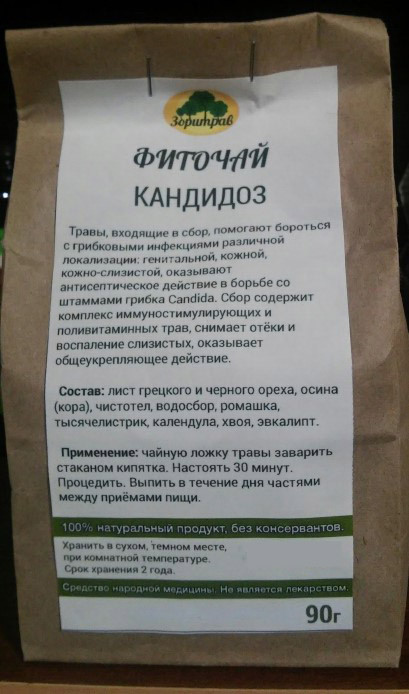 Зоритрав
ФИТОЧАЙ
КАНДИДОЗ
Травы, входящие в сбор, помогают бороться
с грибковыми инфекциями различной
локализации: генитальной, кожной,
кожно-слизистой, оказывают
антисептическое действие в борьбе со
штаммами грибка Candida. Сбор содержит
комплекс иммуностимулирующих и
поливитаминных трав, снимает отёки и
воспаление слизистых, оказывает
общеукрепляющее действие.
Состав: лист грецкого и черного ореха, осина
(кора), чистотел, водосбор, ромашка,
тысячелистрик, календула, хвоя, эвкалипт.
Применение: чайную ложку травы заварить
стаканом кипятка. Настоять 30 минут.
Процедить. Выпить в течение дня частями
между приёмами пищи.
100% натуральный продукт, без консервантов.
Хранить в сухом, темном месте,
при комнатной температуре.
Срок хранения 2 года.
Средство народной медицины. Не является лекарством.
90г